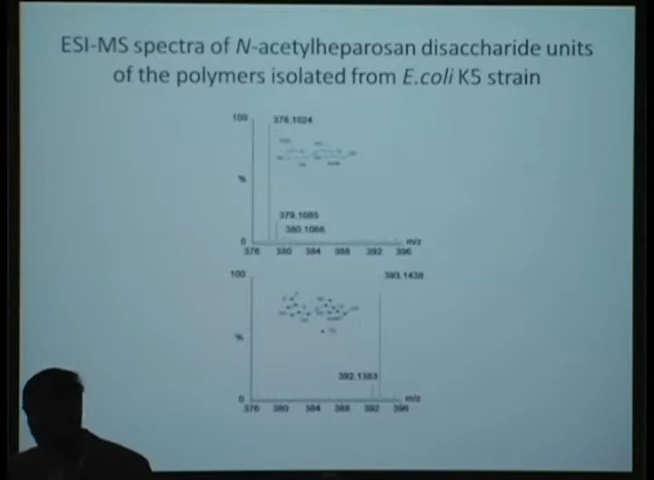 ESI-MS spectra of N-acetylheparosan disaccharide units
of the polymers isolated from E.coli K5 strain
100
378.1024
%
379.1085
380.1066
0
m/z
376 380 384 388 392 396
100
393.1438
%
392.1383
0
m/z
376 380 384 388 392 396